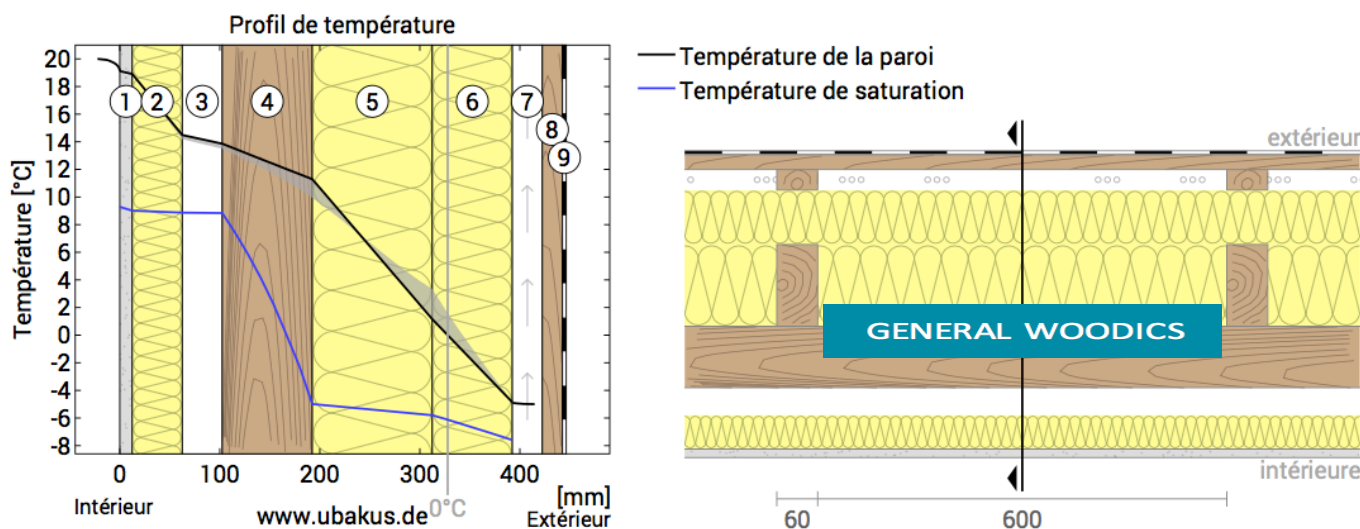 Profil de température
Température [°C]
20
18
16
14
12
10
8
6
4
2
0
-2
-4
-6
-8
1
2
3
4
5
6
7
8
9
0
100
200
300
400
0°C
[mm]
Intérieur
www.ubakus.de
Extérieur
Température de la paroi
Température de saturation
extérieur
GENERAL WOODICS
intérieure
60
600